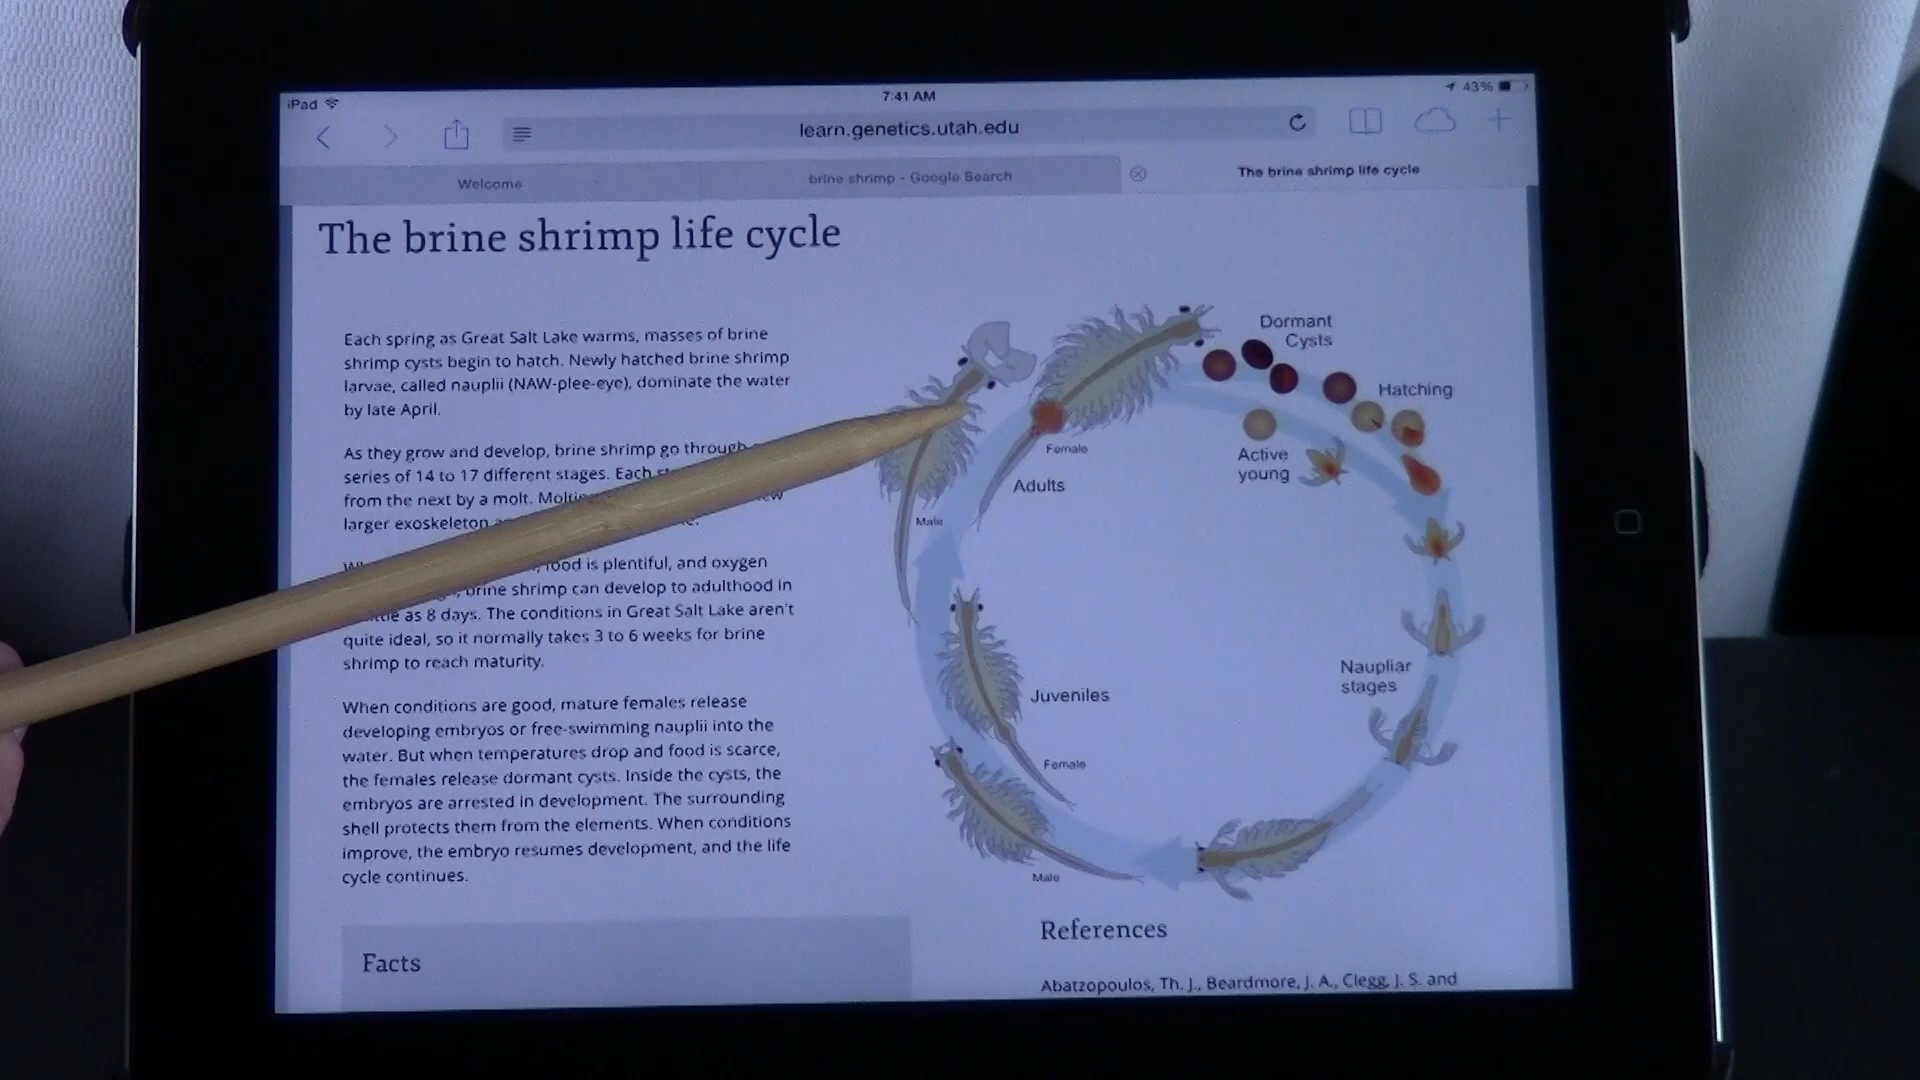 iPad
7:41 AM
43%
learn.genetics.utah.edu
Welcome
brine shrimp - Google Search
The brine shrimp life cycle
The brine shrimp life cycle
Each spring as Great Salt Lake warms, masses of brine
shrimp cysts begin to hatch. Newly hatched brine shrimp
larvae, called nauplii (NAW-plee-eye), dominate the water
by late April.
As they grow and develop, brine shrimp go through
series of 14 to 17 different stages. Each
from the next by a molt.
larger exoskeleton
food is plentiful, and oxygen
brine shrimp can develop to adulthood in
as 8 days. The conditions in Great Salt Lake aren't
quite ideal, so it normally takes 3 to 6 weeks for brine
shrimp to reach maturity.
When conditions are good, mature females release
developing embryos or free-swimming nauplii into the
water. But when temperatures drop and food is scarce,
the females release dormant cysts. Inside the cysts, the
embryos are arrested in development. The surrounding
shell protects them from the elements. When conditions
improve, the embryo resumes development, and the life
cycle continues.
Facts
Dormant
Cysts
Hatching
Active
young
Female
Adults
Male
Naupliar
stages
Juveniles
Female
Male
References
Abatzopoulos, Th. J., Beardmore, J. A., Clegg, J. S. and